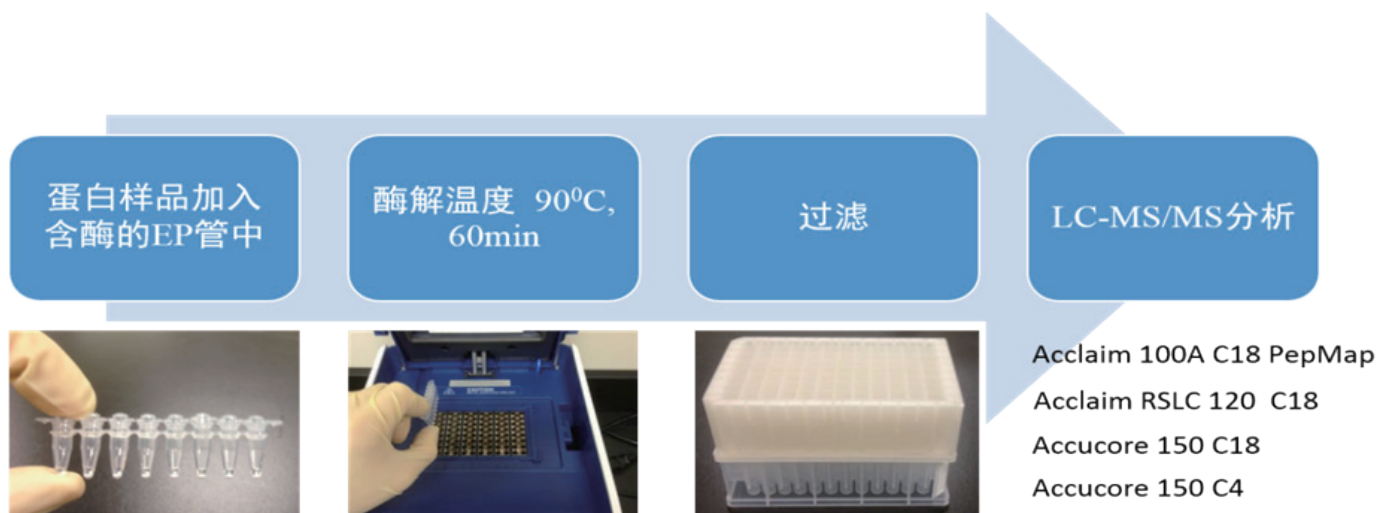 蛋白样品加入
含酶的EP管中
酶解温度 90⁰C,
60min
过滤
LC-MS/MS分析
Acclaim 100A C18 PepMap
Acclaim RSLC 120 C18
Accucore 150 C18
Accucore 150 C4